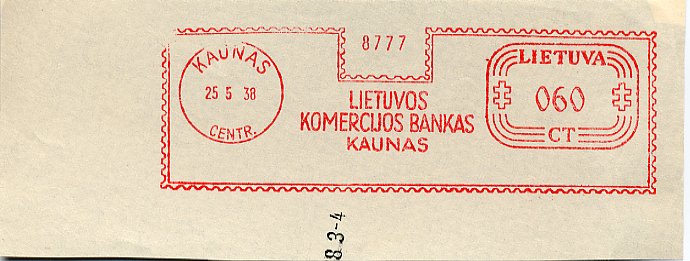 KAUNAS
25 5 38
CENTR.
8777
LIETUVOS
KOMERCIJOS BANKAS
KAUNAS
LIETUVA
060
CT
83-4